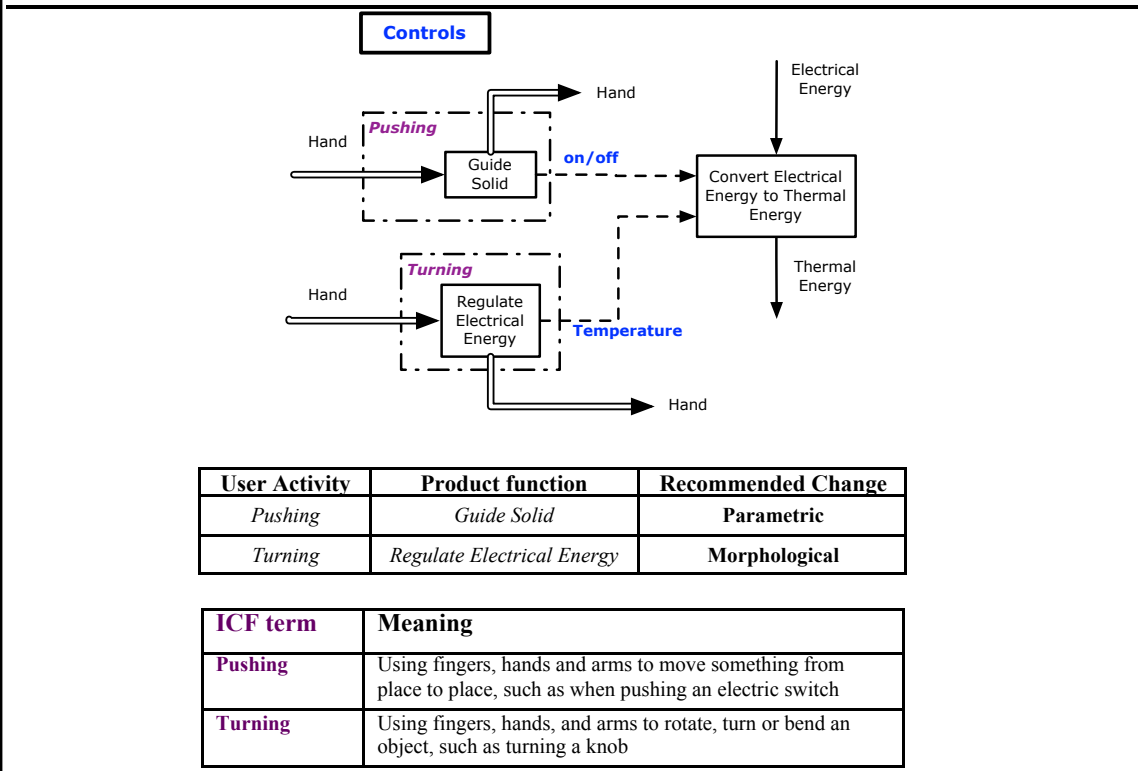 Controls
Electrical
Energy
Hand
Pushing
Hand
Guide
Solid
on/off
Convert Electrical
Energy to Thermal
Energy
Turning
Hand
Regulate
Electrical
Energy
Temperature
Thermal
Energy
Hand
User Activity Product function Recommended Change
Pushing Guide Solid Parametric
Turning Regulate Electrical Energy Morphological
ICF term Meaning
Pushing Using fingers, hands and arms to move something from
place to place, such as when pushing an electric switch
Turning Using fingers, hands, and arms to rotate, turn or bend an
object, such as turning a knob